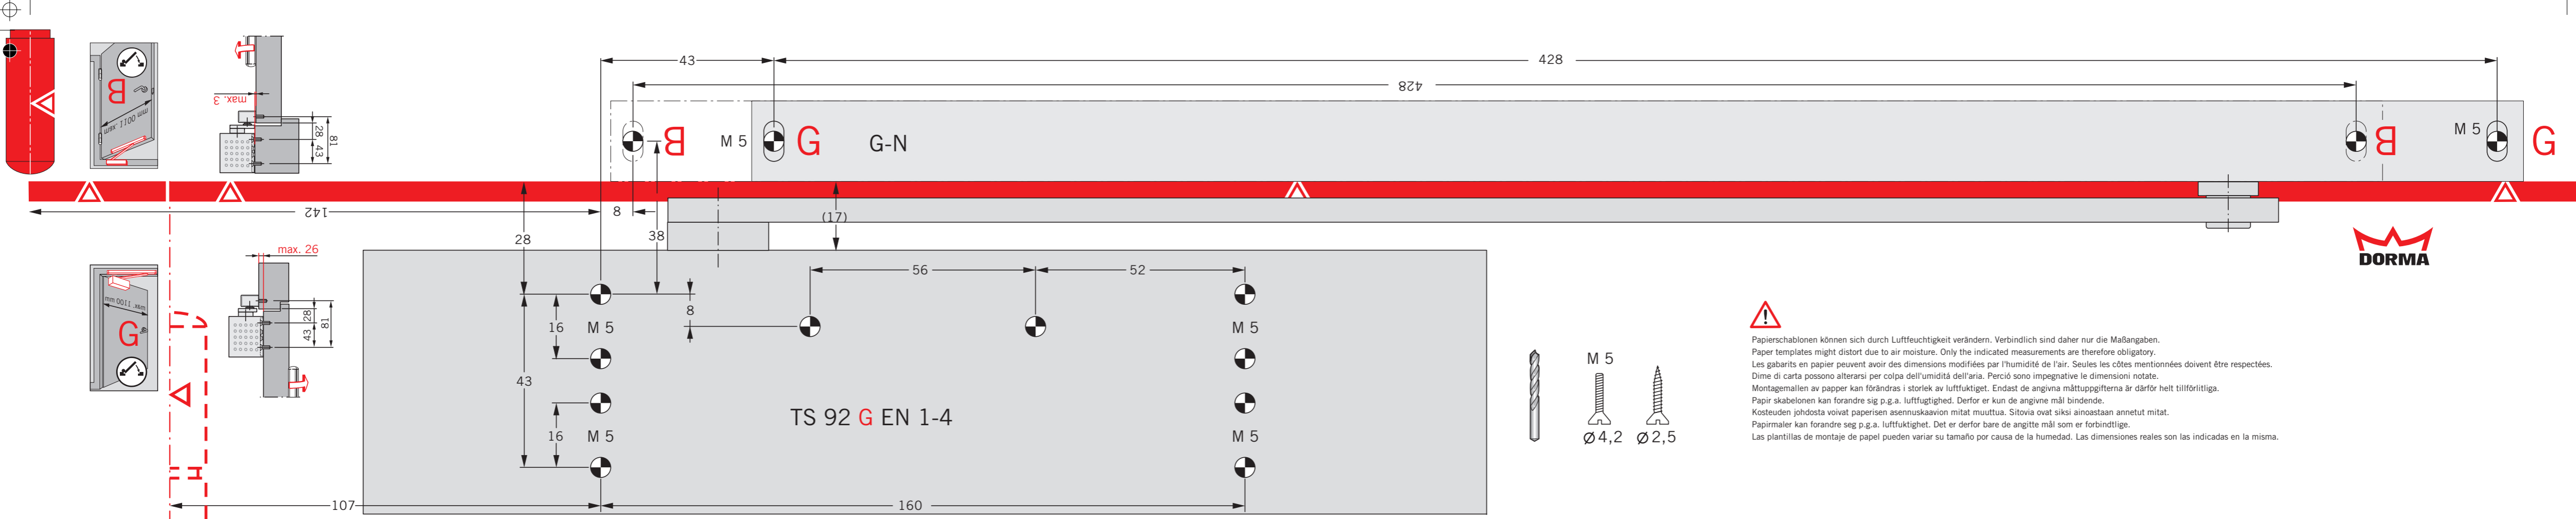 B
max. 1100 mm
max. 3
28
43
81
43
428
428
B
M 5
G
G-N
B
M 5
G
142
8
28
38
(17)
max. 26
G
max. 1100 mm
43
28
81
56
52
8
16
M 5
M 5
43
TS 92 G EN 1-4
16
M 5
M 5
107
160
H
DORMA
M 5
Ø 4,2
Ø 2,5
Papierschablonen können sich durch Luftfeuchtigkeit verändern. Verbindlich sind daher nur die Maßangaben.
Paper templates might distort due to air moisture. Only the indicated measurements are therefore obligatory.
Les gabarits en papier peuvent avoir des dimensions modifiées par l'humidité de l'air. Seules les côtes mentionnées doivent être respectées.
Dime di carta possono alterarsi per colpa dell'umidità dell'aria. Perció sono impegnative le dimensioni notate.
Montagemallen av papper kan förändras i storlek av luftfuktiget. Endast de angivna måttuppgifterna är därför helt tillförlitliga.
Papir skabelonen kan forandre sig p.g.a. luftfugtighed. Derfor er kun de angivne mål bindende.
Kosteuden johdosta voivat paperisen asennuskaavion mitat muuttua. Sitovia ovat siksi ainoastaan annetut mitat.
Papirmaler kan forandre seg p.g.a. luftfuktighet. Det er derfor bare de angitte mål som er forbindtlige.
Las plantillas de montaje de papel pueden variar su tamaño por causa de la humedad. Las dimensiones reales son las indicadas en la misma.